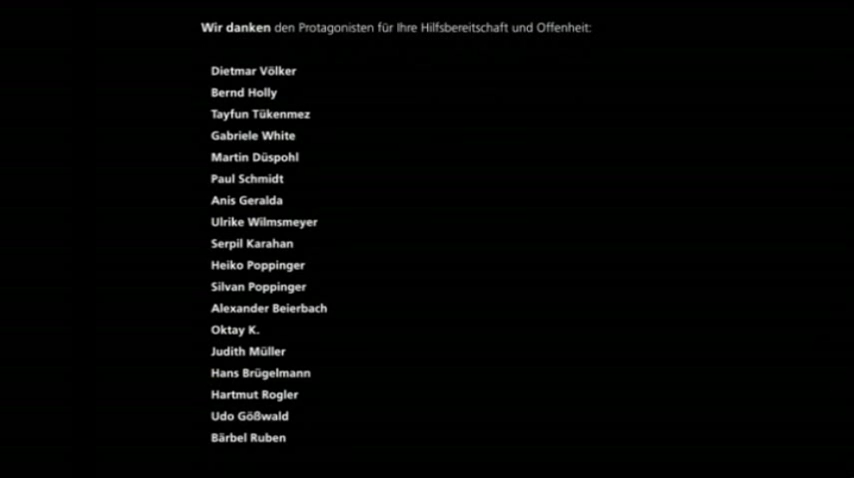 Wir danken den Protagonisten für Ihre Hilfsbereitschaft und Offenheit:
Dietmar Völker
Bernd Holly
Tayfun Tükenmez
Gabriele White
Martin Düspohl
Paul Schmidt
Anis Geralda
Ulrike Wilmsmeyer
Serpil Karahan
Heiko Poppinger
Silvan Poppinger
Alexander Beierbach
Oktay K.
Judith Müller
Hans Brügelmann
Hartmut Rogler
Udo Gößwald
Bärbel Ruben